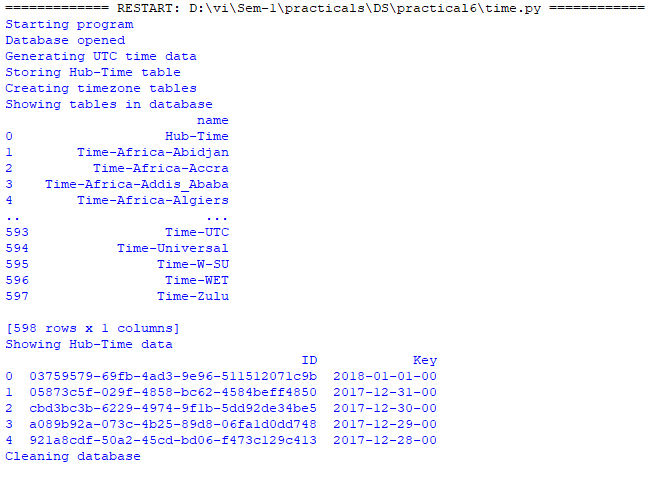 ============= RESTART: D:\vi\Sem-1\practicals\DS\practical6\time.py ============
Starting program
Database opened
Generating UTC time data
Storing Hub-Time table
Creating timezone tables
Showing tables in database
name
0 Hub-Time
1 Time-Africa-Abidjan
2 Time-Africa-Accra
3 Time-Africa-Addis_Ababa
4 Time-Africa-Algiers
.. ...
593 Time-UTC
594 Time-Universal
595 Time-W-SU
596 Time-WET
597 Time-Zulu
[598 rows x 1 columns]
Showing Hub-Time data
ID Key
0 03759579-69fb-4ad3-9e96-511512071c9b 2018-01-01-00
1 05873c5f-029f-4858-bc62-4584beff4850 2017-12-31-00
2 cbd3bc3b-6229-4974-9f1b-5dd92de34be5 2017-12-30-00
3 a089b92a-073c-4b25-89d8-06fa1d0dd748 2017-12-29-00
4 921a8cdf-50a2-45cd-bd06-f473c129c413 2017-12-28-00
Cleaning database